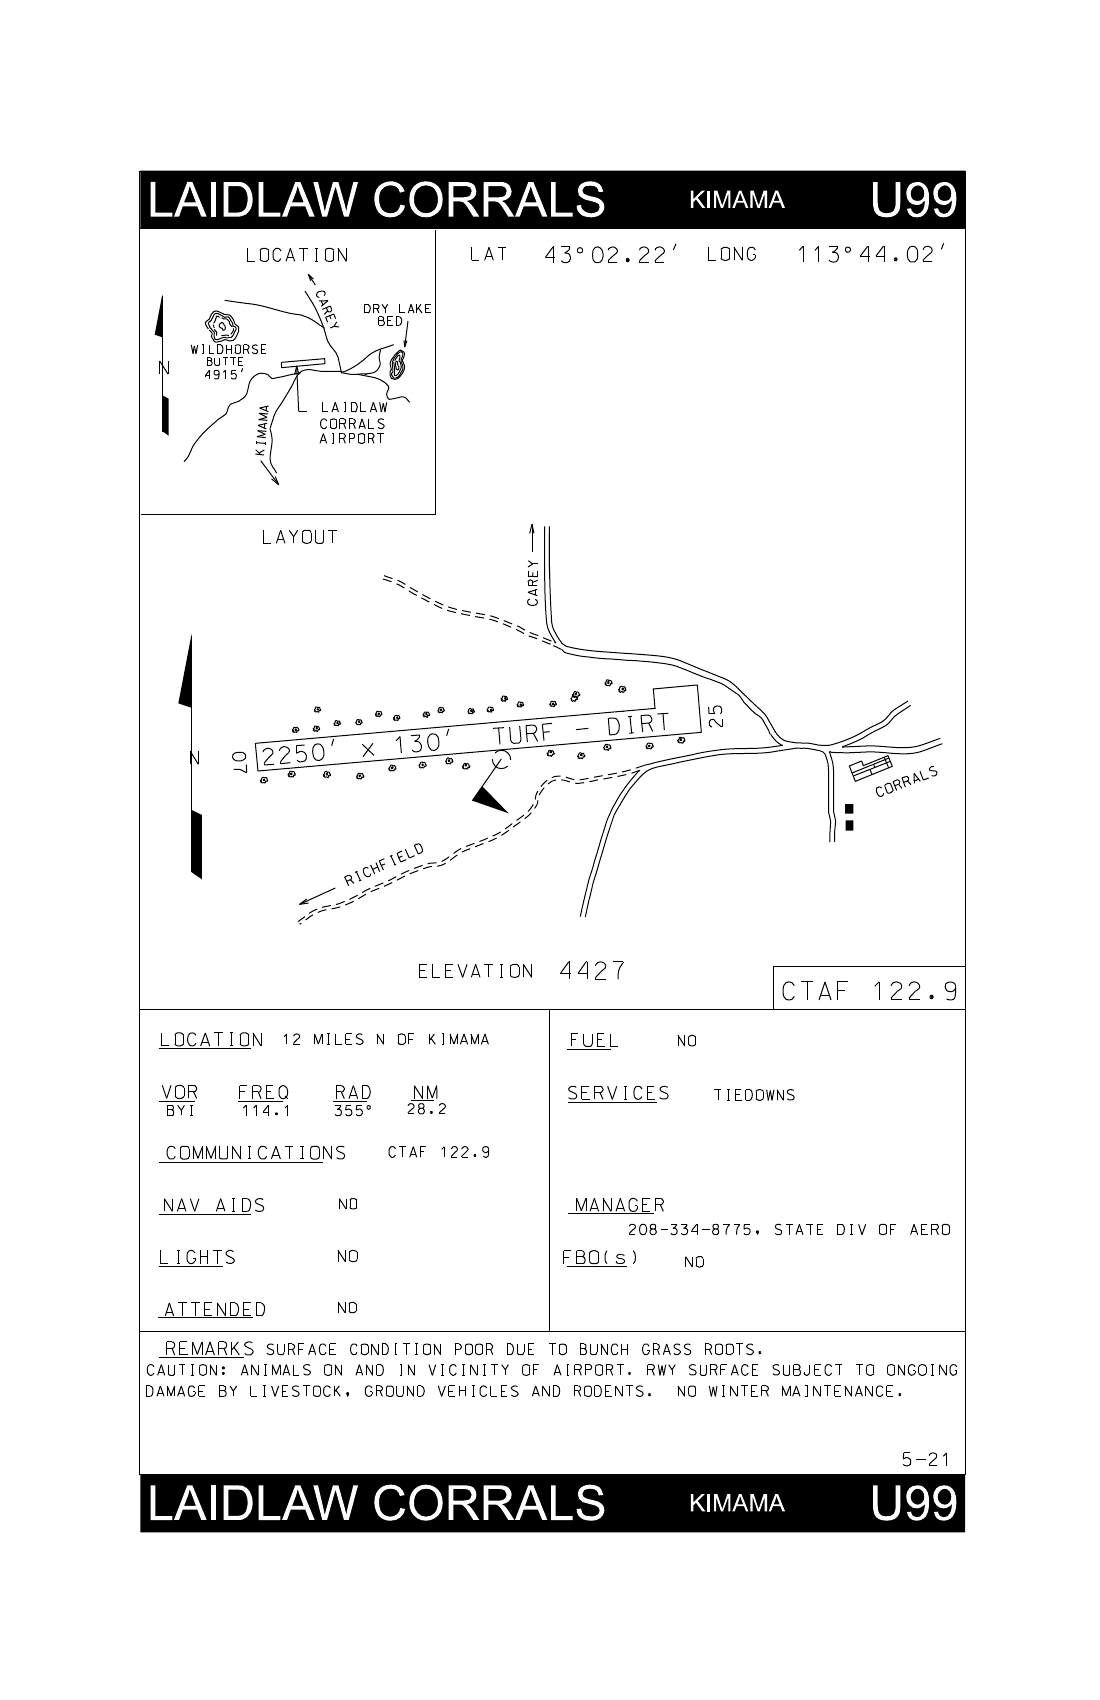 LAIDLAW CORRALS KIMAMA U99
LOCATION
LAT 43°02.22′ LONG 113°44.02′
CAREY
DRY LAKE
BED
WILDHORSE
BUTTE
4915′
N
LAIDLAW
CORRALS
AIRPORT
KIMAMA
LAYOUT
CAREY
N
07
2250′ x 130′ TURF – DIRT
25
CORRALS
RICHFIELD
ELEVATION 4427
CTAF 122.9
LOCATION 12 MILES N OF KIMAMA
VOR FREQ RAD NM
BYI 114.1 355° 28.2
COMMUNICATIONS CTAF 122.9
NAV AIDS NO
LIGHTS NO
ATTENDED NO
FUEL NO
SERVICES TIEDOWNS
MANAGER
208-334-8775, STATE DIV OF AERO
FBO(s) NO
REMARKS SURFACE CONDITION POOR DUE TO BUNCH GRASS ROOTS.
CAUTION: ANIMALS ON AND IN VICINITY OF AIRPORT. RWY SURFACE SUBJECT TO ONGOING
DAMAGE BY LIVESTOCK, GROUND VEHICLES AND RODENTS. NO WINTER MAINTENANCE.
5-21
LAIDLAW CORRALS KIMAMA U99